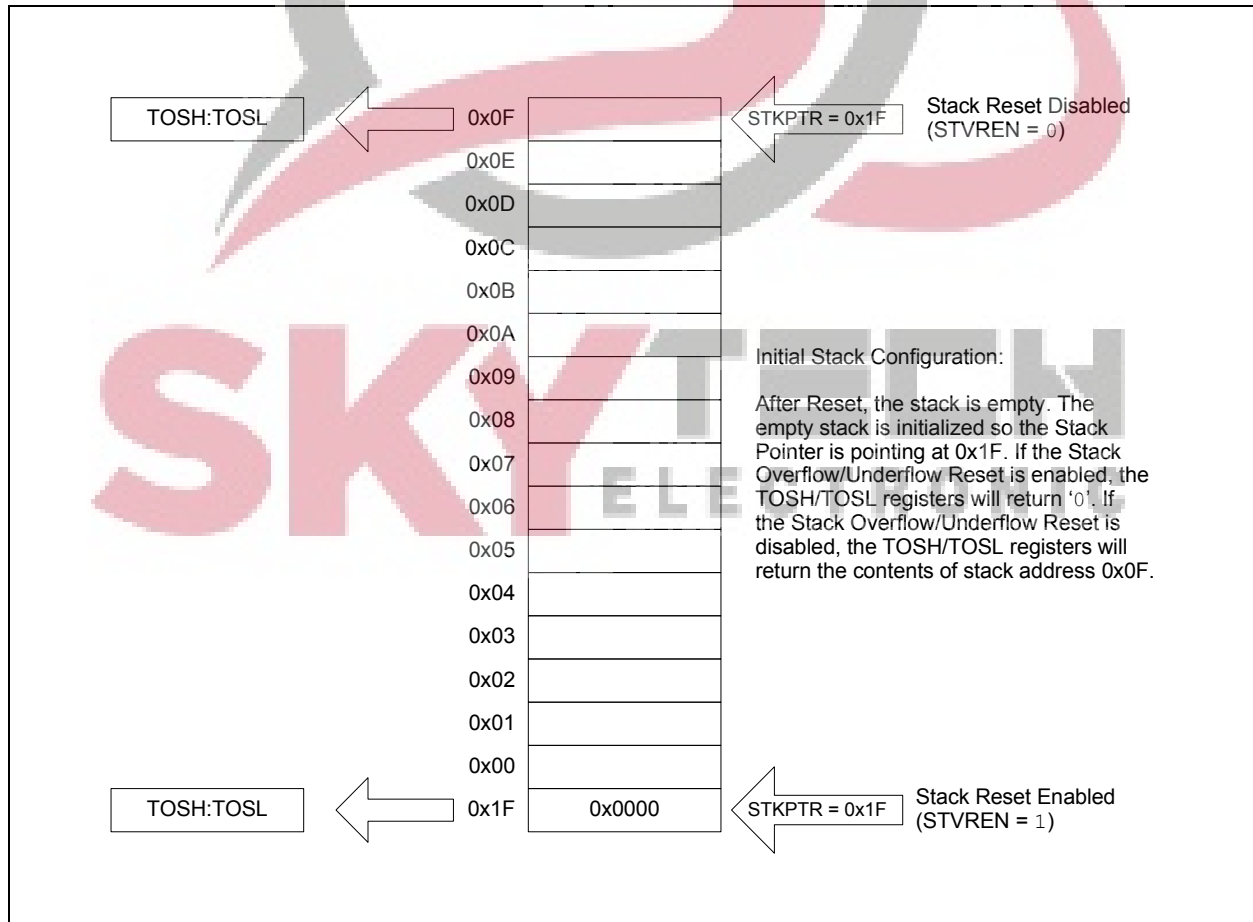 TOSH:TOSL
0x0F
STKPTR = 0x1F
Stack Reset Disabled
(STVREN = 0)
0x0E
0x0D
0x0C
0x0B
0x0A
0x09
0x08
0x07
0x06
0x05
0x04
0x03
0x02
0x01
0x00
Initial Stack Configuration:
After Reset, the stack is empty. The
empty stack is initialized so the Stack
Pointer is pointing at 0x1F. If the Stack
Overflow/Underflow Reset is enabled, the
TOSH/TOSL registers will return ‘0’. If
the Stack Overflow/Underflow Reset is
disabled, the TOSH/TOSL registers will
return the contents of stack address 0x0F.
TOSH:TOSL
0x1F
0x0000
STKPTR = 0x1F
Stack Reset Enabled
(STVREN = 1)
SKYTECH
ELECTRONIC